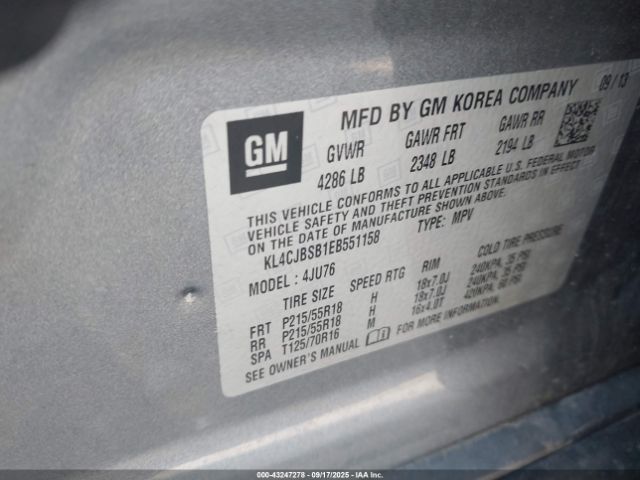 MFD BY GM KOREA COMPANY 09/13
GM
GVWR GAWR FRT GAWR RR
4286 LB 2348 LB 2194 LB
THIS VEHICLE CONFORMS TO ALL APPLICABLE U.S. FEDERAL MOTOR
VEHICLE SAFETY AND THEFT PREVENTION STANDARDS IN EFFECT
ON THE DATE OF MANUFACTURE SHOWN ABOVE.
KL4CJBSB1EB551158 TYPE: MPV
MODEL: 4JU76
TIRE SIZE SPEED RTG RIM COLD TIRE PRESSURE
FRT P215/55R18 H 18x7.0J 240KPA, 35 PSI
RR P215/55R18 H 18x7.0J 240KPA, 35 PSI
SPA T125/70R16 M 16x4.0T 420KPA, 60 PSI
SEE OWNER'S MANUAL FOR MORE INFORMATION.
000-43247278 - 09/17/2025 - IAA Inc.